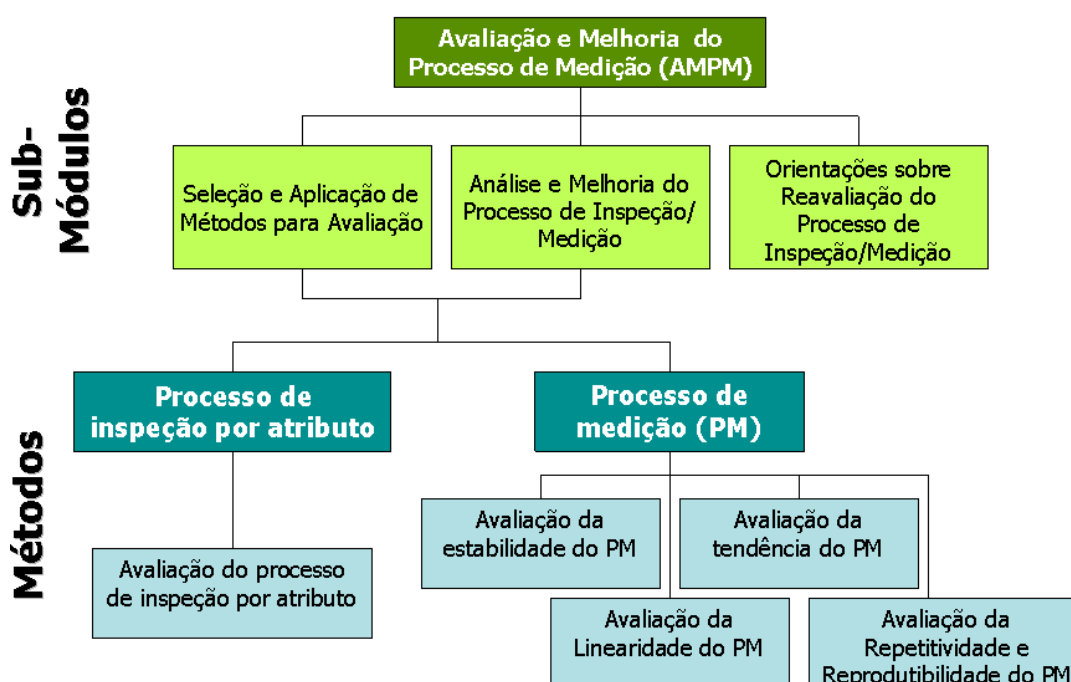 Avaliação e Melhoria do
Processo de Medição (AMPM)
Sub-
Módulos
Seleção e Aplicação de
Métodos para Avaliação
Análise e Melhoria do
Processo de Inspeção/
Medição
Orientações sobre
Reavaliação do
Processo de
Inspeção/Medição
Métodos
Processo de
inspeção por atributo
Processo de
medição (PM)
Avaliação do processo
de inspeção por atributo
Avaliação da
estabilidade do PM
Avaliação da
tendência do PM
Avaliação da
Linearidade do PM
Avaliação da
Repetitividade e
Reprodutibilidade do PM